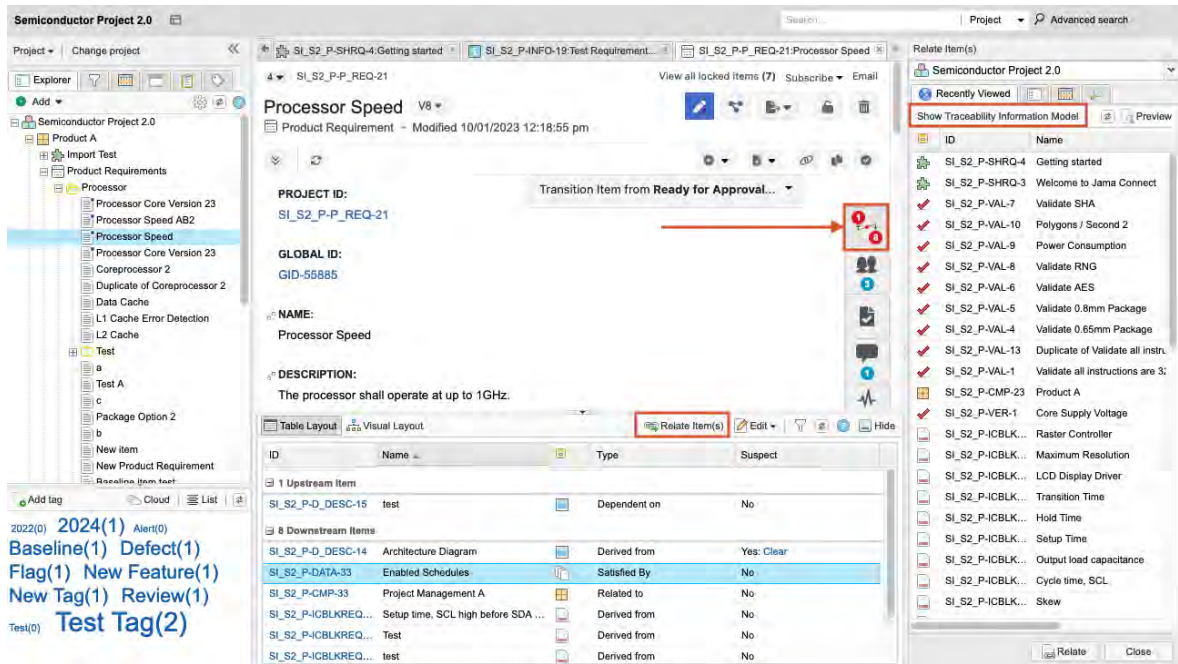 Semiconductor Project 2.0
Search...
Project
Advanced search
Project
Change project
SI_S2_P-SHRQ-4:Getting started
SI_S2_P-INFO-19:Test Requirement...
SI_S2_P-P_REQ-21:Processor Speed
Relate Item(s)
Explorer
Add
Semiconductor Project 2.0
Product A
Import Test
Product Requirements
Processor
Processor Core Version 23
Processor Speed AB2
Processor Speed
Processor Core Version 23
Coreprocessor 2
Duplicate of Coreprocessor 2
Data Cache
L1 Cache Error Detection
L2 Cache
Test
a
Test A
c
Package Option 2
b
New item
New Product Requirement
Baseline item test
Add tag
Cloud
List
2022(0) 2024(1) Alert(0)
Baseline(1) Defect(1)
Flag(1) New Feature(1)
New Tag(1) Review(1)
Test(0) Test Tag(2)
4 SI_S2_P-P_REQ-21
View all locked items (7) Subscribe Email
Processor Speed V8
Product Requirement - Modified 10/01/2023 12:18:55 pm
Transition Item from Ready for Approval...
PROJECT ID:
SI_S2_P-P_REQ-21
GLOBAL ID:
GID-55885
NAME:
Processor Speed
DESCRIPTION:
The processor shall operate at up to 1GHz.
1
8
3
1
Table Layout Visual Layout Relate Item(s) Edit Hide
ID Name Type Suspect
1 Upstream Item
SI_S2_P-D_DESC-15 test Dependent on No
8 Downstream Items
SI_S2_P-D_DESC-14 Architecture Diagram Derived from Yes: Clear
SI_S2_P-DATA-33 Enabled Schedules Satisfied By No
SI_S2_P-CMP-33 Project Management A Related to No
SI_S2_P-ICBLKREQ... Setup time, SCL high before SDA ... Derived from No
SI_S2_P-ICBLKREQ... Test Derived from No
SI_S2_P-ICBLKREQ... test Derived from No
Semiconductor Project 2.0
Recently Viewed
Show Traceability Information Model Preview
ID Name
SI_S2_P-SHRQ-4 Getting started
SI_S2_P-SHRQ-3 Welcome to Jama Connect
SI_S2_P-VAL-7 Validate SHA
SI_S2_P-VAL-10 Polygons / Second 2
SI_S2_P-VAL-9 Power Consumption
SI_S2_P-VAL-8 Validate RNG
SI_S2_P-VAL-6 Validate AES
SI_S2_P-VAL-5 Validate 0.8mm Package
SI_S2_P-VAL-4 Validate 0.65mm Package
SI_S2_P-VAL-13 Duplicate of Validate all instru
SI_S2_P-VAL-1 Validate all instructions are 32
SI_S2_P-CMP-23 Product A
SI_S2_P-VER-1 Core Supply Voltage
SI_S2_P-ICBLK... Raster Controller
SI_S2_P-ICBLK... Maximum Resolution
SI_S2_P-ICBLK... LCD Display Driver
SI_S2_P-ICBLK... Transition Time
SI_S2_P-ICBLK... Hold Time
SI_S2_P-ICBLK... Setup Time
SI_S2_P-ICBLK... Output load capacitance
SI_S2_P-ICBLK... Cycle time, SCL
SI_S2_P-ICBLK... Skew
Relate Close